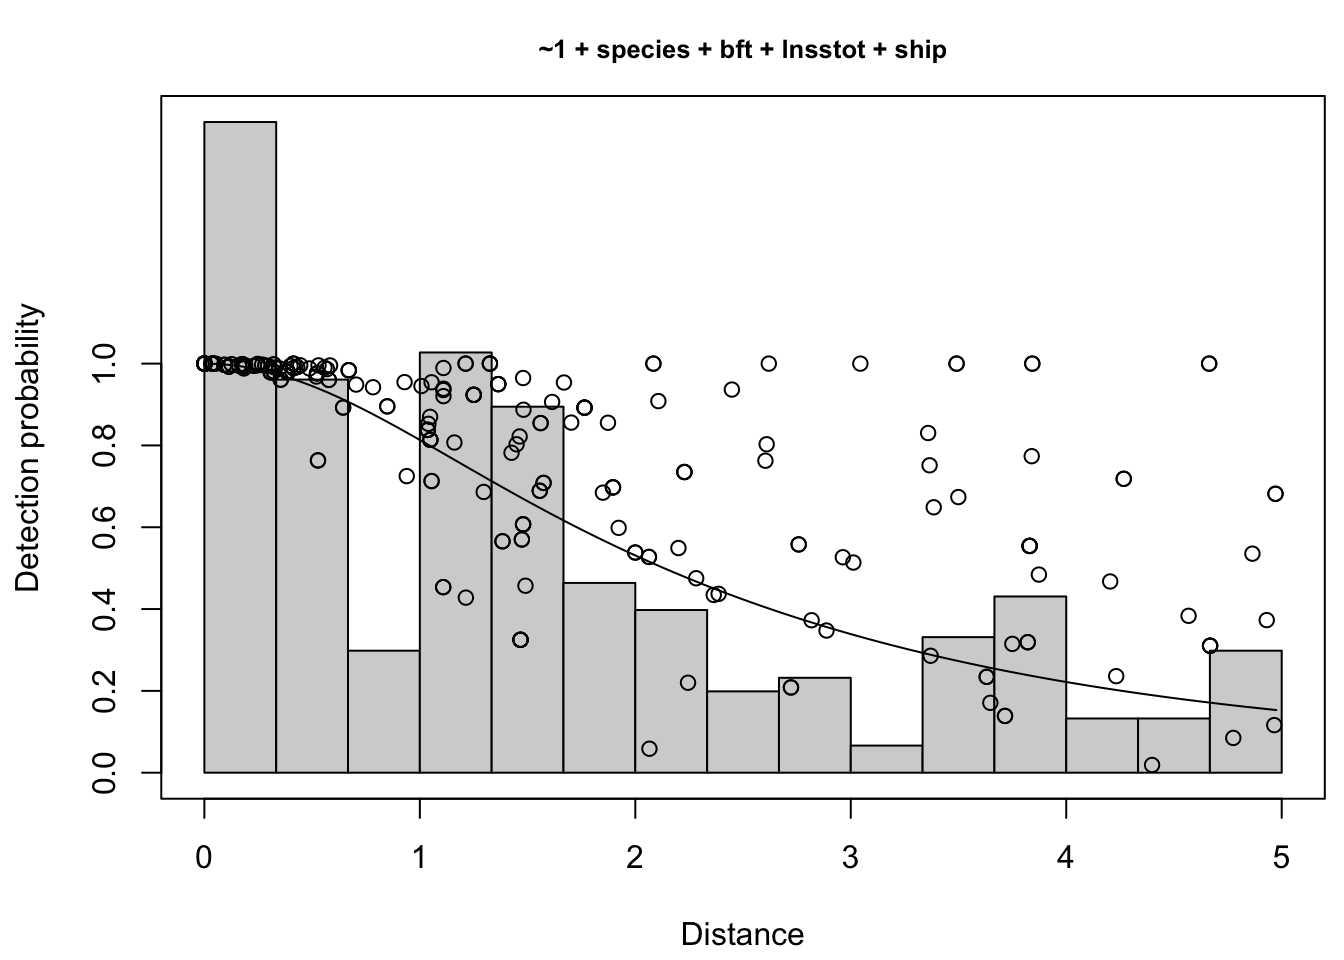 ~1 + species + bft + lnsstot + ship
Detection probability
1.0
0.8
0.6
0.4
0.2
0.0
0 1 2 3 4 5
Distance